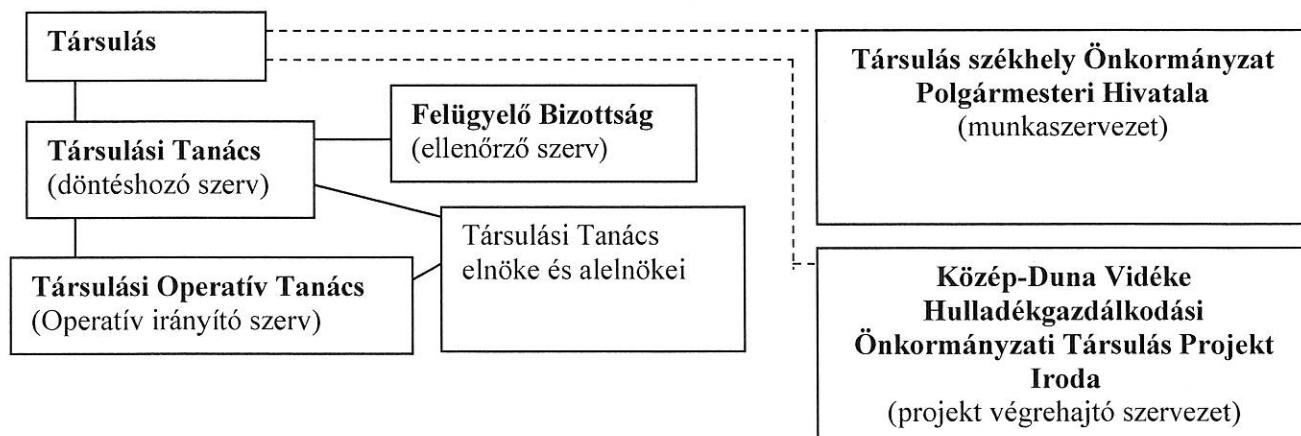 Társulás
Társulási Tanács
(döntéshozó szerv)
Felügyelő Bizottság
(ellenőrző szerv)
Társulási Tanács
elnöke és alelnökei
Társulási Operatív Tanács
(Operatív irányító szerv)
Társulás székhely Önkormányzat
Polgármesteri Hivatala
(munkaszervezet)
Közép-Duna Vidéke
Hulladékgazdálkodási
Önkormányzati Társulás Projekt
Iroda
(projekt végrehajtó szervezet)